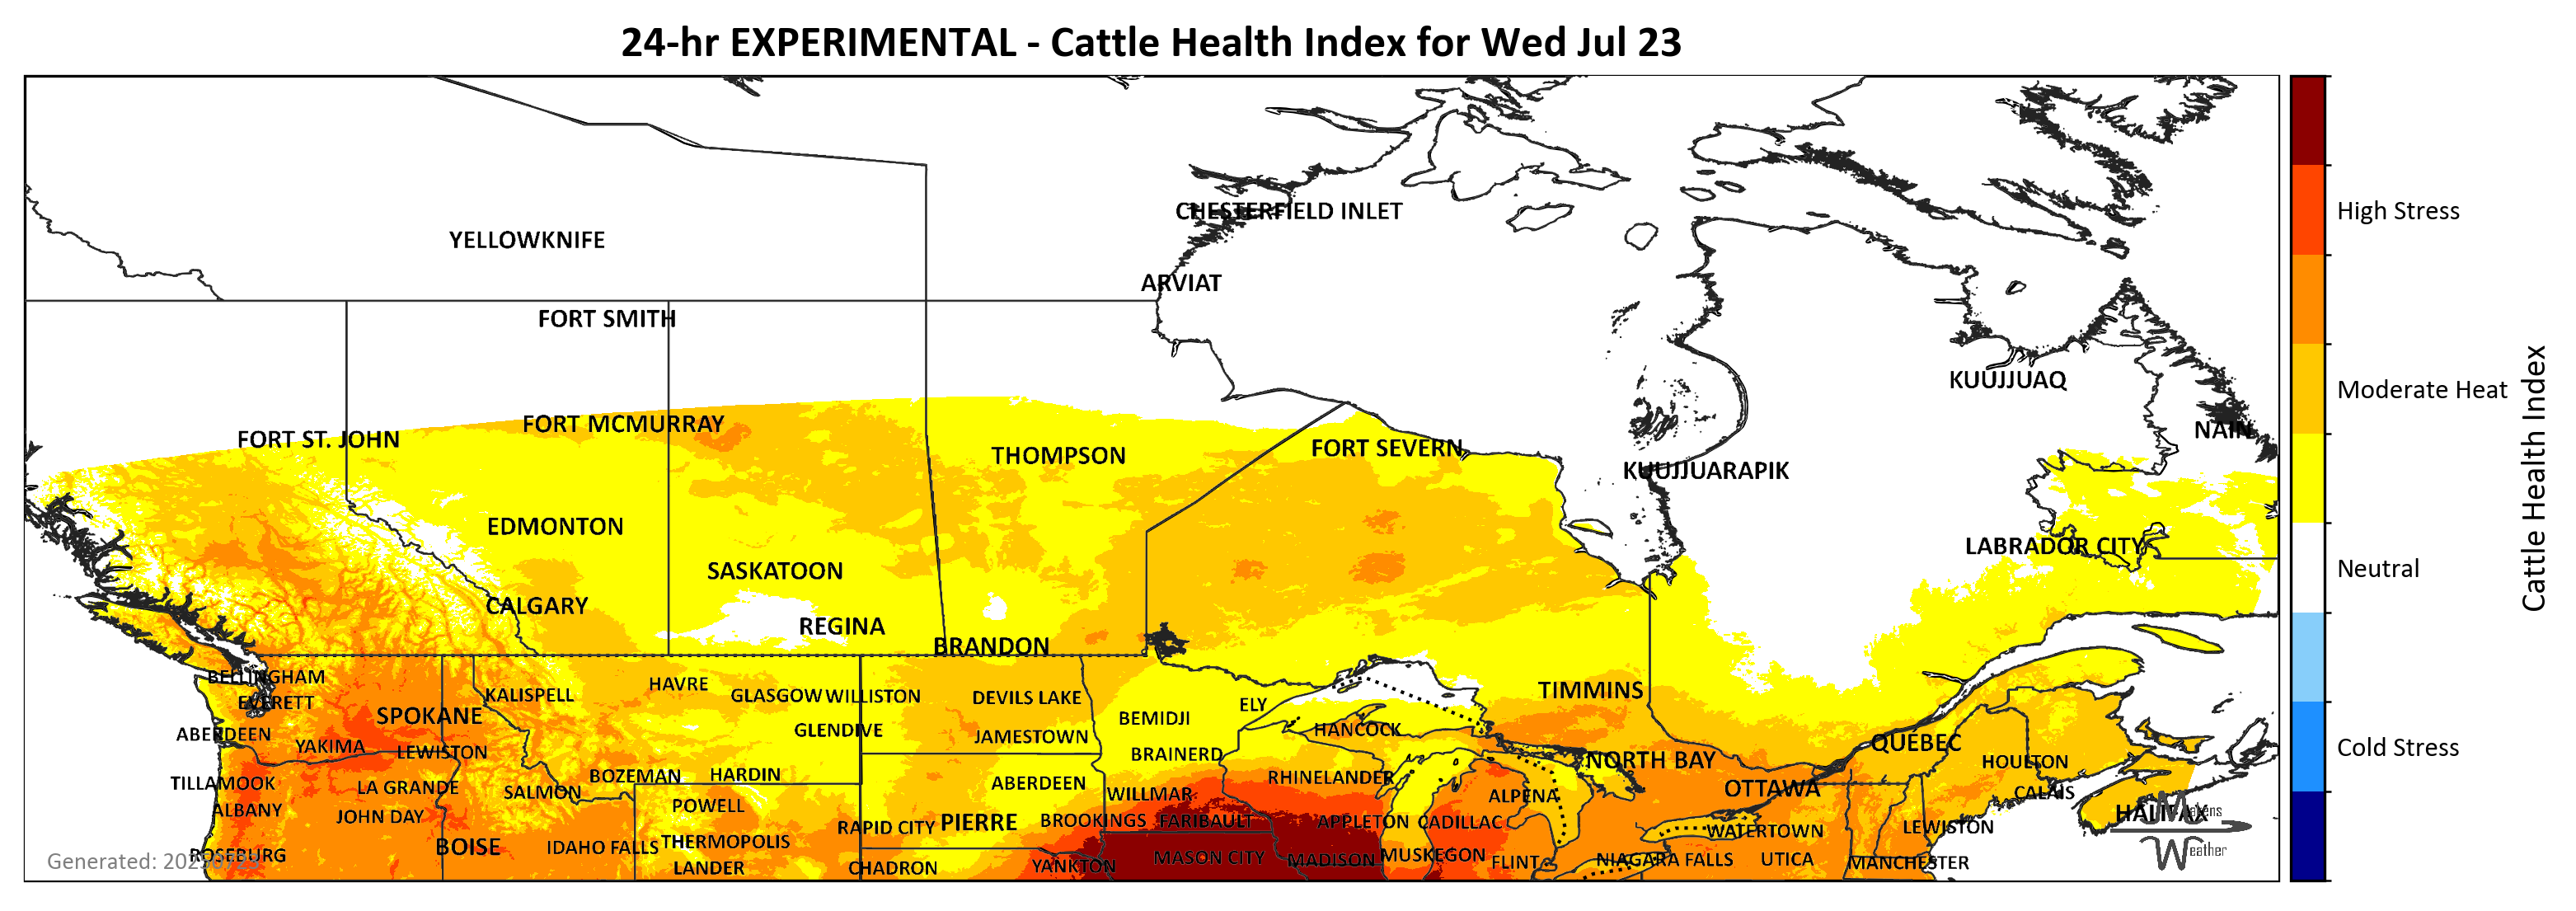 24-hr EXPERIMENTAL - Cattle Health Index for Wed Jul 23
CHESTERFIELD INLET
YELLOWKNIFE
ARVIAT
FORT SMITH
KUUJJUAQ
FORT MCMURRAY
NAIN
FORT ST. JOHN
FORT SEVERN
THOMPSON
KUUJJUARAPIK
EDMONTON
LABRADOR CITY
SASKATOON
CALGARY
REGINA
BRANDON
BELLINGHAM
HAVRE
KALISPELL
GLASGOW
WILLISTON
DEVILS LAKE
TIMMINS
EVERETT
ELY
SPOKANE
BEMIDJI
GLENDIVE
HANCOCK
ABERDEEN
JAMESTOWN
QUEBEC
YAKIMA
LEWISTON
BRAINERD
NORTH BAY
HOULTON
BOZEMAN
HARDIN
RHINELANDER
TILLAMOOK
LA GRANDE
SALMON
ABERDEEN
WILLMAR
ALPENA
OTTAWA
CALAIS
ALBANY
JOHN DAY
POWELL
RAPID CITY
PIERRE
BROOKINGS
FARIBAULT
APPLETON
CADILLAC
WATERTOWN
LEWISTON
HALIFAX
BOISE
IDAHO FALLS
THERMOPOLIS
ROSEBURG
MASON CITY
MADISON
MUSKEGON
FLINT
NIAGARA FALLS
UTICA
MANCHESTER
LANDER
CHADRON
YANKTON
Generated:
Makens
Weather
High Stress
Moderate Heat
Neutral
Cold Stress
Cattle Health Index